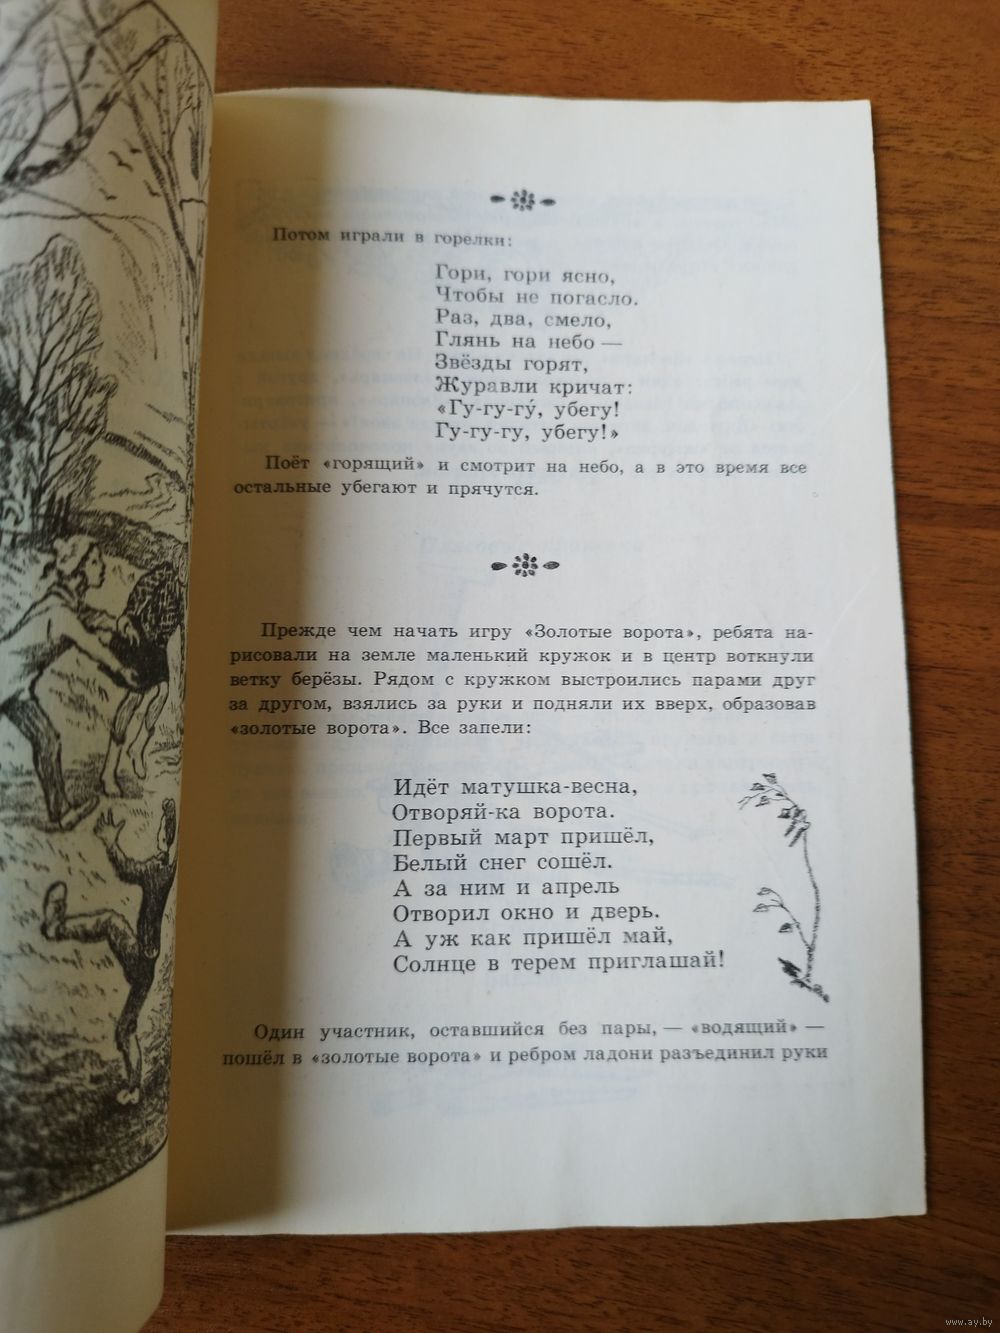 Потом играли в горелки:
Гори, гори ясно,
Чтобы не погасло.
Раз, два, смело,
Глянь на небо —
Звёзды горят,
Журавли кричат:
«Гу-гу-гу́, убегу!
Гу-гу-гу, убегу!»
Поёт «горящий» и смотрит на небо, а в это время все
остальные убегают и прячутся.
Прежде чем начать игру «Золотые ворота», ребята на-
рисовали на земле маленький кружок и в центр воткнули
ветку берёзы. Рядом с кружком выстроились парами друг
за другом, взялись за руки и подняли их вверх, образовав
«золотые ворота». Все запели:
Идёт матушка-весна,
Отворяй-ка ворота.
Первый март пришёл,
Белый снег сошёл.
А за ним и апрель
Отворил окно и дверь.
А уж как пришёл май,
Солнце в терем приглашай!
Один участник, оставшийся без пары, — «водящий» —
пошёл в «золотые ворота» и ребром ладони разъединил руки
www.ay.by